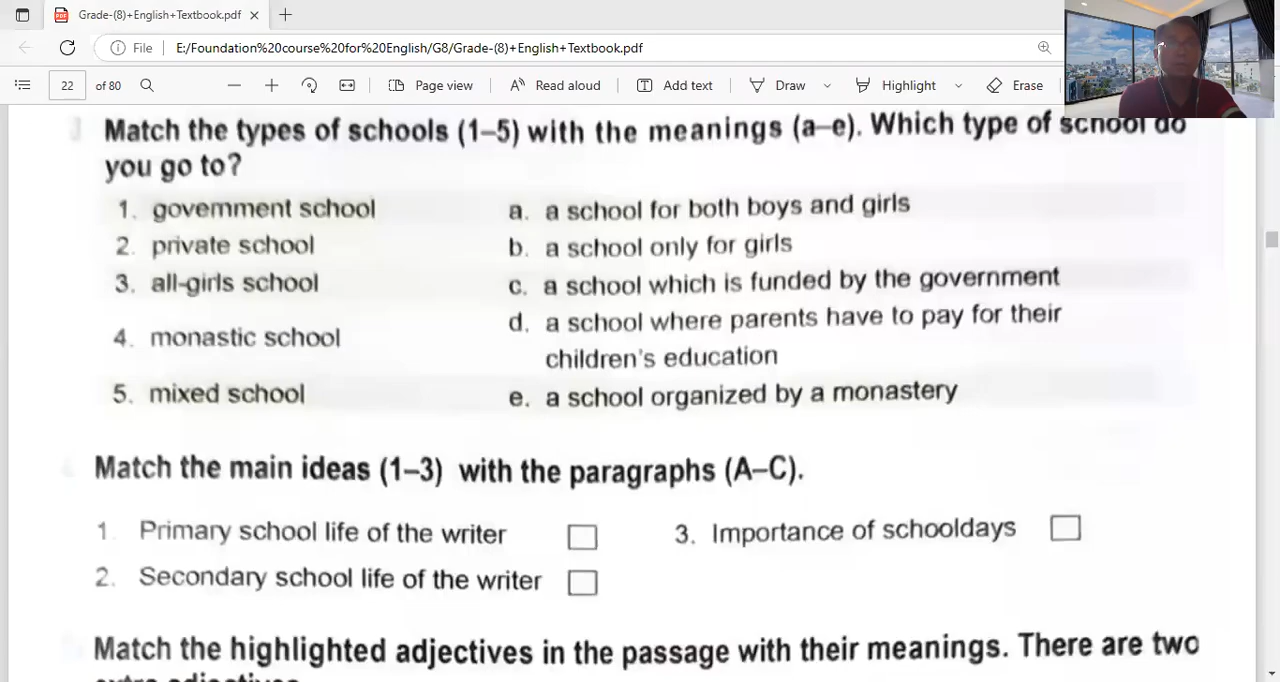 Grade-(8)+English+Textbook.pdf
File E:/Foundation%20course%20for%20English/G8/Grade-(8)+English+Textbook.pdf
22 of 80 Page view Read aloud Add text Draw Highlight Erase
Match the types of schools (1–5) with the meanings (a–e). Which type of school do
you go to?
1. government school a. a school for both boys and girls
2. private school b. a school only for girls
3. all-girls school c. a school which is funded by the government
4. monastic school d. a school where parents have to pay for their
children's education
5. mixed school e. a school organized by a monastery
Match the main ideas (1–3) with the paragraphs (A–C).
1. Primary school life of the writer 3. Importance of schooldays
2. Secondary school life of the writer
Match the highlighted adjectives in the passage with their meanings. There are two
extra adjectives